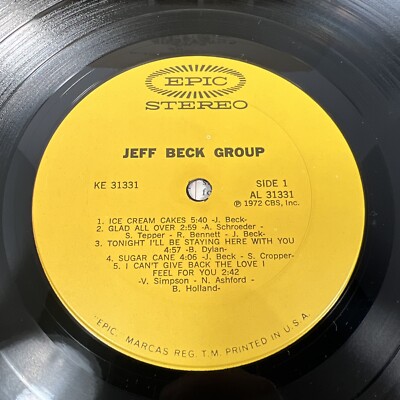 EPIC
STEREO
JEFF BECK GROUP
KE 31331
SIDE 1
AL 31331
℗ 1972 CBS, Inc.
1. ICE CREAM CAKES 5:40 -J. Beck-
2. GLAD ALL OVER 2:59 -A. Schroeder -
S. Tepper - R. Bennett - J. Beck-
3. TONIGHT I'LL BE STAYING HERE WITH YOU
4:57 -B. Dylan-
4. SUGAR CANE 4:06 -J. Beck - S. Cropper-
5. I CAN'T GIVE BACK THE LOVE I
FEEL FOR YOU 2:42
-V. Simpson - N. Ashford -
B. Holland-
"EPIC, MARCAS REG. T.M. PRINTED IN U.S.A.